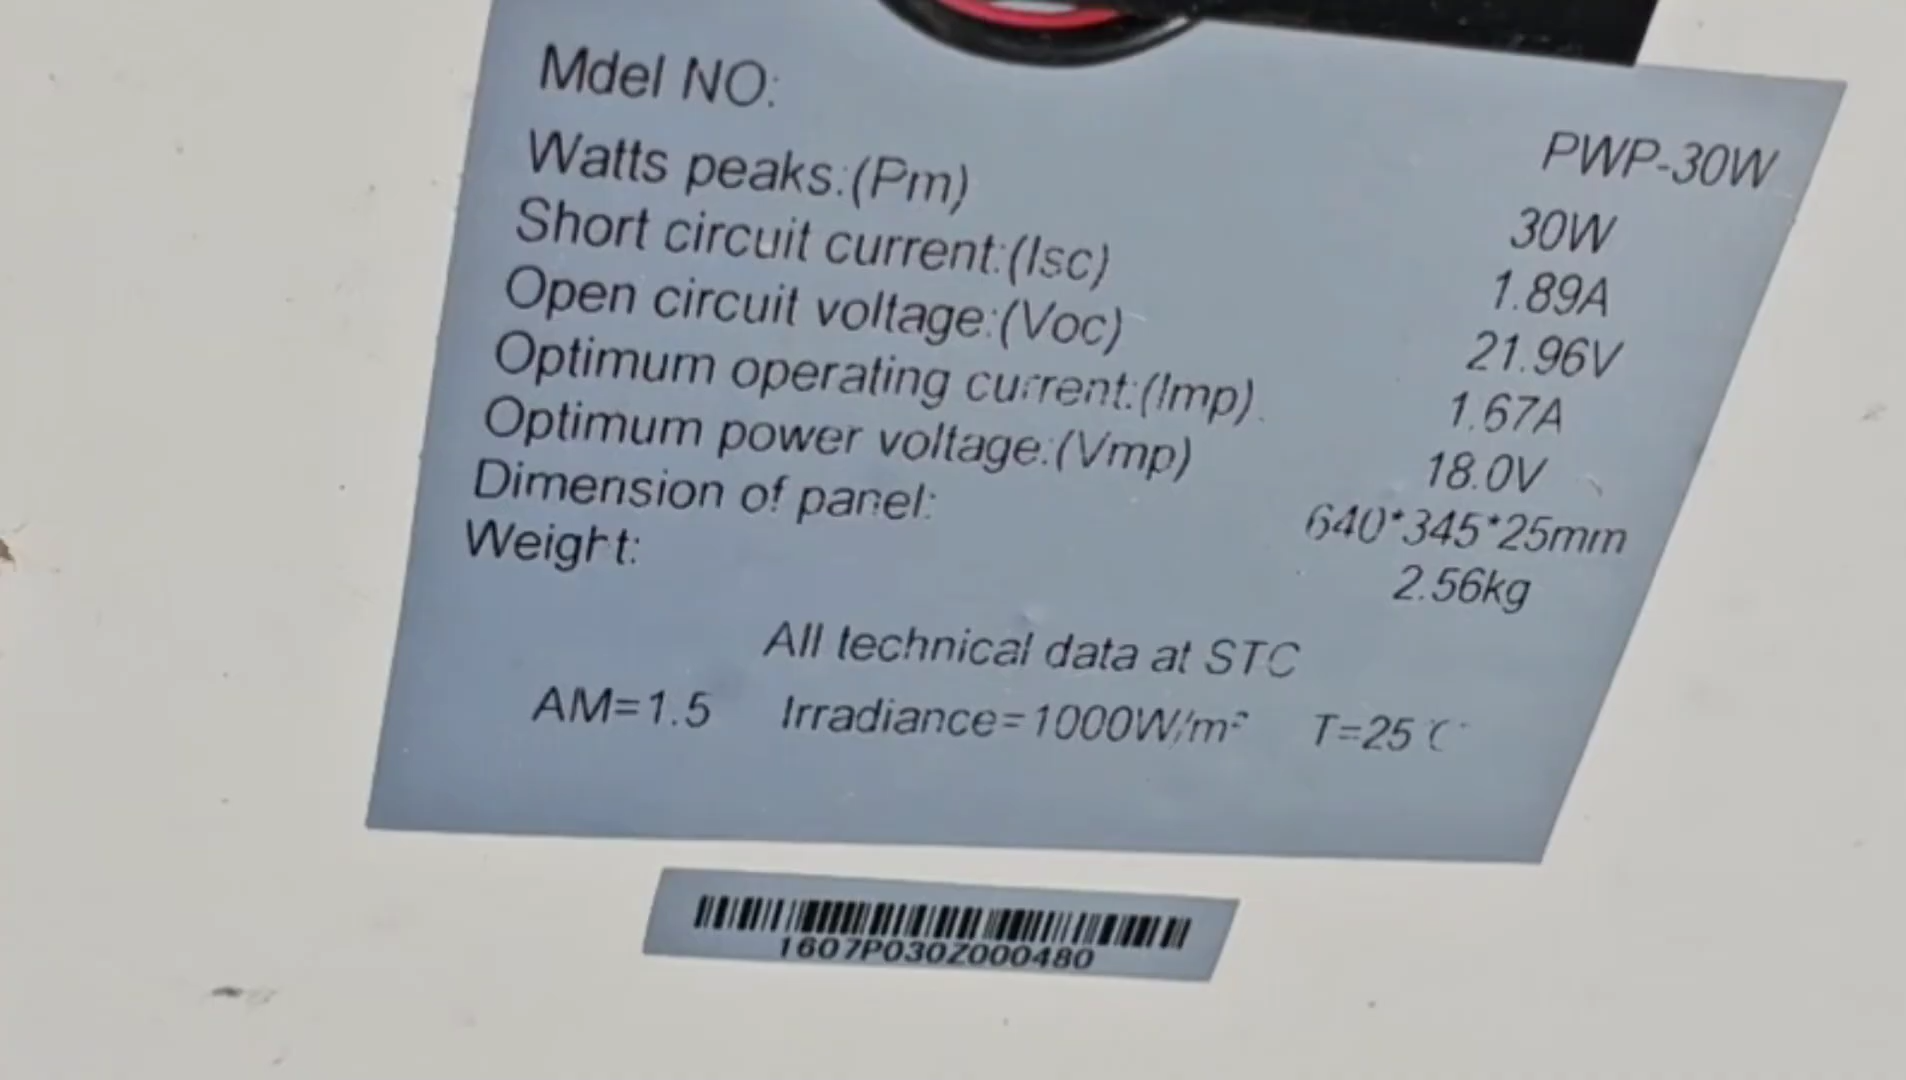 Mdel NO: PWP-30W
Watts peaks:(Pm) 30W
Short circuit current:(Isc) 1.89A
Open circuit voltage:(Voc) 21.96V
Optimum operating current:(Imp) 1.67A
Optimum power voltage:(Vmp) 18.0V
Dimension of panel: 640*345*25mm
Weight: 2.56kg
All technical data at STC
AM=1.5 Irradiance=1000W/m² T=25℃
1607P030Z000480